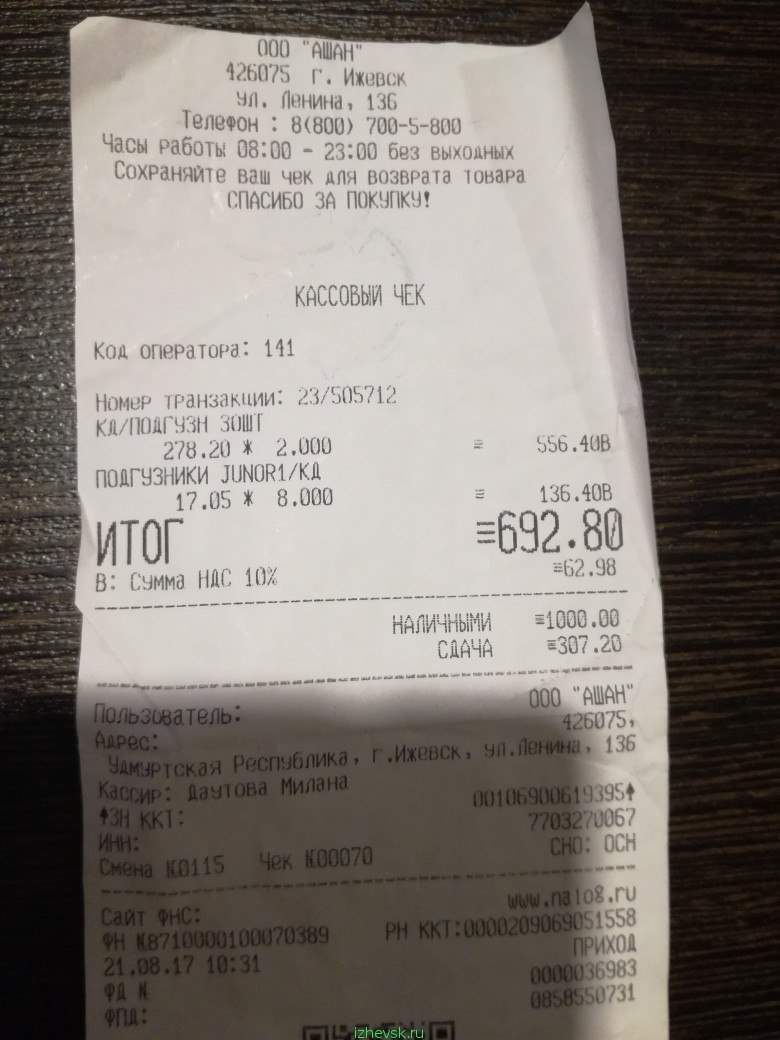 ООО "АШАН"
426075 г. Ижевск
ул. Ленина, 136
Телефон : 8(800) 700-5-800
Часы работы 08:00 - 23:00 без выходных
Сохраняйте ваш чек для возврата товара
СПАСИБО ЗА ПОКУПКУ!
КАССОВЫЙ ЧЕК
Код оператора: 141
Номер транзакции: 23/505712
КД/ПОДГУЗН 30ШТ
278.20 * 2.000 ≡ 556.40В
ПОДГУЗНИКИ JUNOR1/КД
17.05 * 8.000 ≡ 136.40В
ИТОГ ≡692.80
В: Сумма НДС 10% ≡62.98
НАЛИЧНЫМИ ≡1000.00
СДАЧА ≡307.20
Пользователь: ООО "АШАН"
Адрес: 426075,
Удмуртская Республика, г.Ижевск, ул.Ленина, 136
Кассир: Даутова Милана
ЗН ККТ: 00106900619395
ИНН: 7703270067
Смена №0115 Чек №00070 СНО: ОСН
Сайт ФНС: www.nalog.ru
ФН №8710000100070389 РН ККТ:0000209069051558
21.08.17 10:31 ПРИХОД
ФД № 0000036983
ФПД: 0858550731
izhevsk.ru